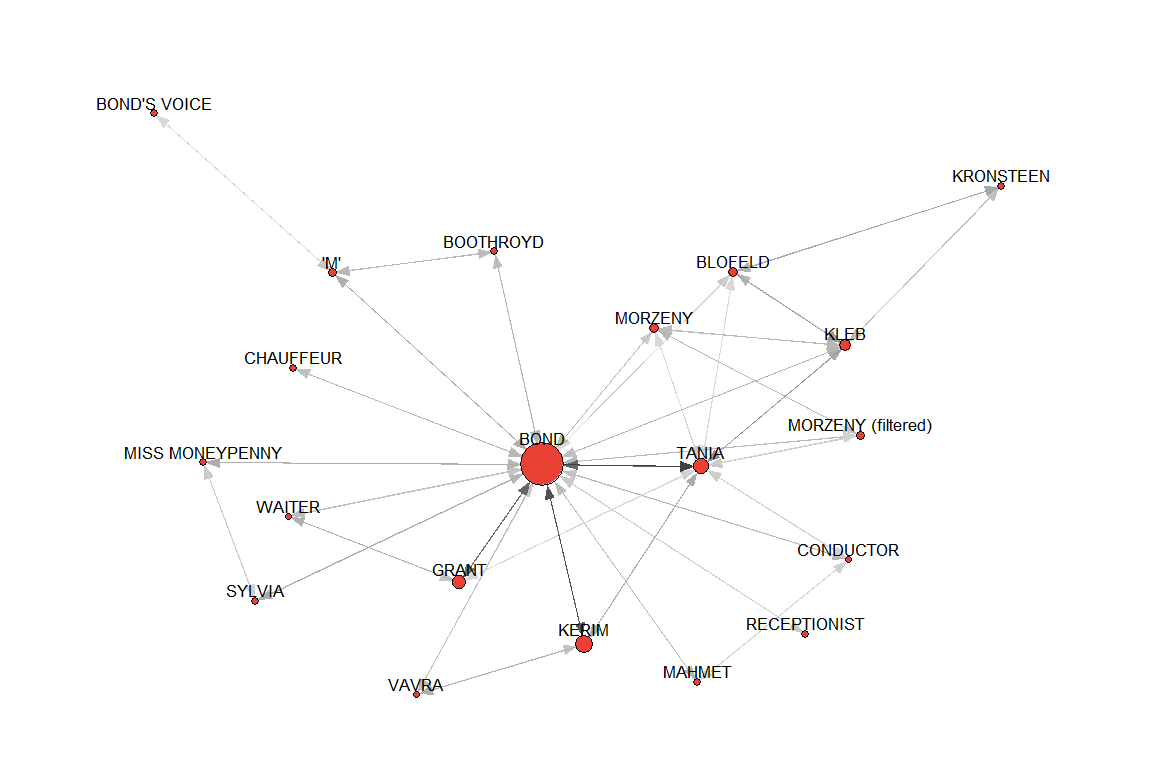 BOND'S VOICE
KRONSTEEN
BOOTHROYD
'M'
BLOFELD
MORZENY
KLEB
CHAUFFEUR
MORZENY (filtered)
BOND
MISS MONEYPENNY
TANIA
WAITER
CONDUCTOR
GRANT
SYLVIA
RECEPTIONIST
KERIM
MAHMET
VAVRA